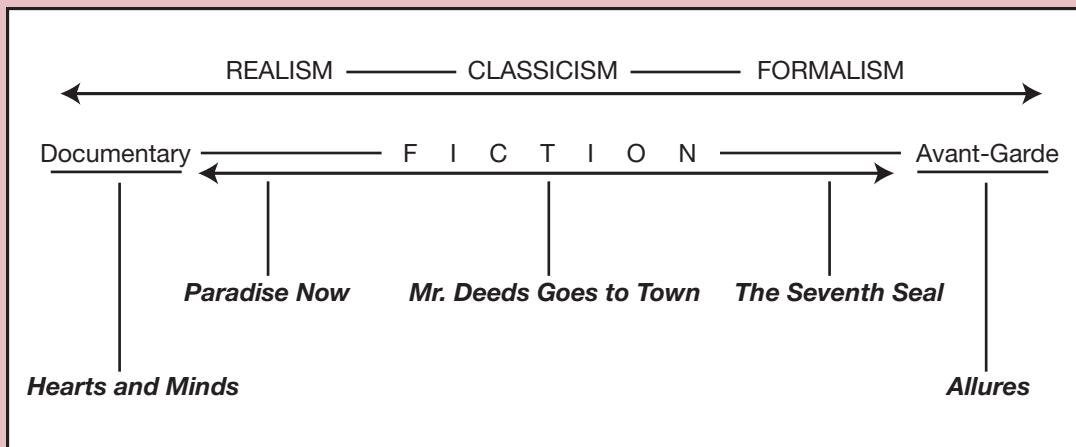 REALISM CLASSICISM FORMALISM
Documentary F I C T I O N Avant-Garde
Paradise Now Mr. Deeds Goes to Town The Seventh Seal
Hearts and Minds Allures